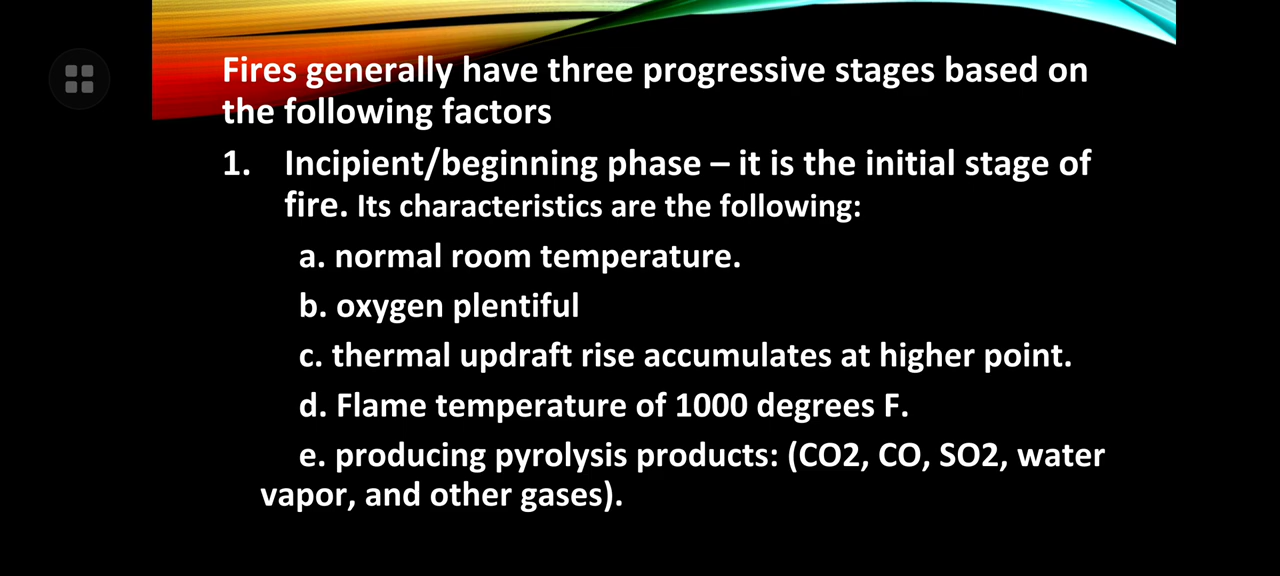 Fires generally have three progressive stages based on
the following factors
1. Incipient/beginning phase – it is the initial stage of
fire. Its characteristics are the following:
a. normal room temperature.
b. oxygen plentiful
c. thermal updraft rise accumulates at higher point.
d. Flame temperature of 1000 degrees F.
e. producing pyrolysis products: (CO2, CO, SO2, water
vapor, and other gases).